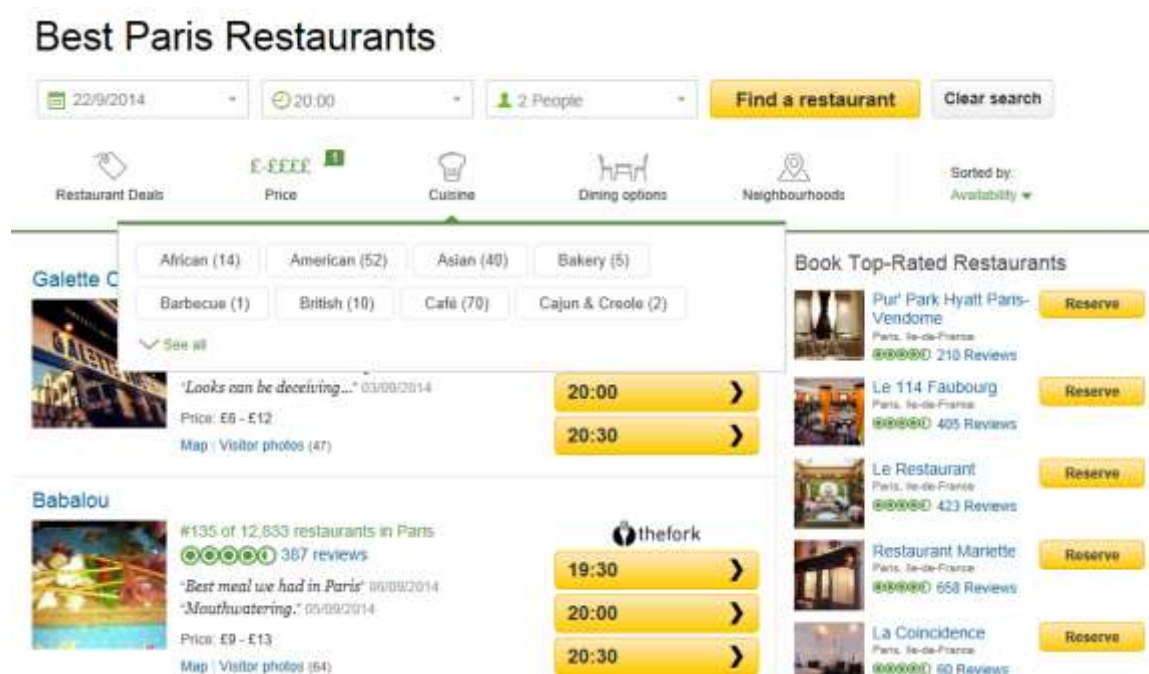 Best Paris Restaurants
22/9/2014
20:00
2 People
Find a restaurant
Clear search
Restaurant Deals
£-££££
1
Price
Cuisine
Dining options
Neighbourhoods
Sorted by:
Availability
African (14)
American (52)
Asian (40)
Bakery (5)
Barbecue (1)
British (10)
Café (70)
Cajun & Creole (2)
See all
Galette C
GALETTE
"Looks can be deceiving..." 03/09/2014
Price: £6 - £12
Map | Visitor photos (47)
20:00
20:30
Babalou
#135 of 12,833 restaurants in Paris
387 reviews
"Best meal we had in Paris" 06/09/2014
"Mouthwatering." 05/09/2014
Price: £9 - £13
Map | Visitor photos (64)
thefork
19:30
20:00
20:30
Book Top-Rated Restaurants
Pur' Park Hyatt Paris-
Vendome
Paris, Ile-de-France
210 Reviews
Reserve
Le 114 Faubourg
Paris, Ile-de-France
405 Reviews
Reserve
Le Restaurant
Paris, Ile-de-France
423 Reviews
Reserve
Restaurant Mariette
Paris, Ile-de-France
658 Reviews
Reserve
La Coincidence
Paris, Ile-de-France
60 Reviews
Reserve